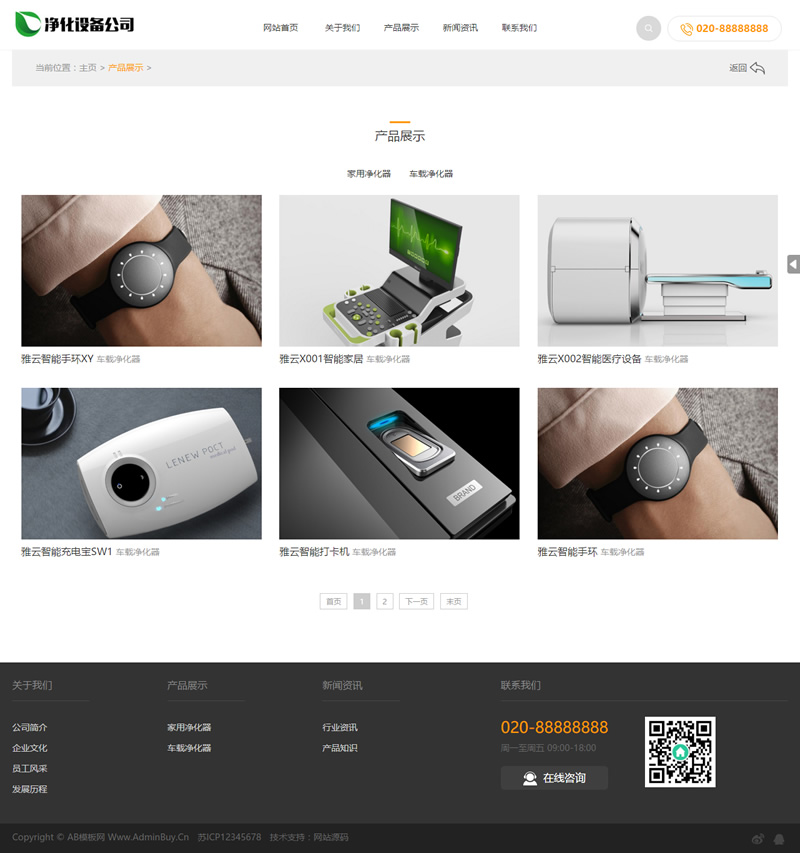 净化设备公司
网站首页 关于我们 产品展示 新闻资讯 联系我们
020-88888888
当前位置：主页 > 产品展示 >
返回
产品展示
家用净化器 车载净化器
雅云智能手环XY 车载净化器
雅云X001智能家居 车载净化器
雅云X002智能医疗设备 车载净化器
LENEW POCT
BRAND
雅云智能充电宝SW1 车载净化器
雅云智能打卡机 车载净化器
雅云智能手环 车载净化器
首页 1 2 下一页 末页
关于我们
公司简介
企业文化
员工风采
发展历程
产品展示
家用净化器
车载净化器
新闻资讯
行业资讯
产品知识
联系我们
020-88888888
周一至周五 09:00-18:00
在线咨询
Copyright © AB模板网 Www.AdminBuy.Cn 苏ICP12345678 技术支持：网站源码